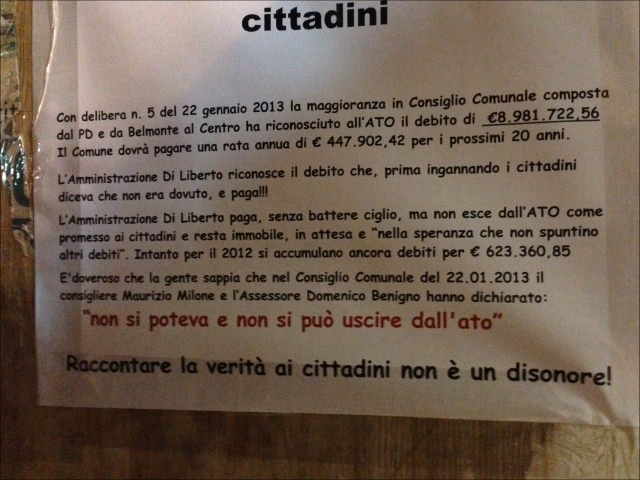 cittadini
Con delibera n. 5 del 22 gennaio 2013 la maggioranza in Consiglio Comunale composta
dal PD e da Belmonte al Centro ha riconosciuto all'ATO il debito di €8.981.722,56
Il Comune dovrà pagare una rata annua di € 447.902,42 per i prossimi 20 anni.
L'Amministrazione Di Liberto riconosce il debito che, prima ingannando i cittadini
diceva che non era dovuto, e paga!!!
L'Amministrazione Di Liberto paga, senza battere ciglio, ma non esce dall'ATO come
promesso ai cittadini e resta immobile, in attesa e "nella speranza che non spuntino
altri debiti". Intanto per il 2012 si accumulano ancora debiti per € 623.360,85
E'doveroso che la gente sappia che nel Consiglio Comunale del 22.01.2013 il
consigliere Maurizio Milone e l'Assessore Domenico Benigno hanno dichiarato:
"non si poteva e non si può uscire dall'ato"
Raccontare la verità ai cittadini non è un disonore!